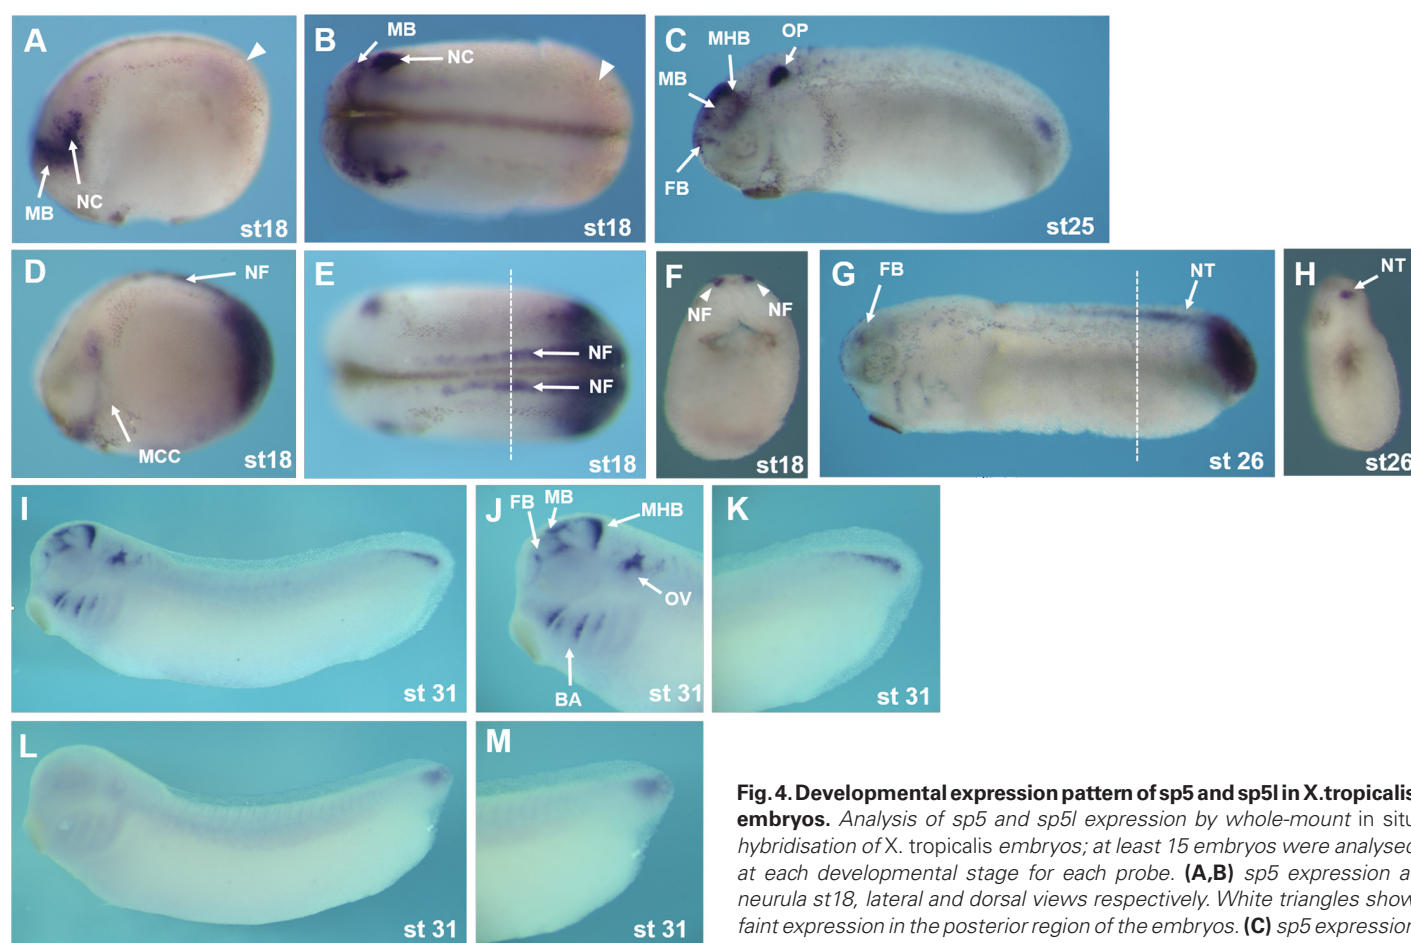 A
MB
NC
st18
B
MB
NC
st18
C
MHB
OP
MB
FB
st25
D
NF
MCC
st18
E
NF
NF
st18
F
NF
NF
st18
G
FB
NT
st 26
H
NT
st26
I
st 31
J
FB
MB
MHB
OV
BA
st 31
K
st 31
L
st 31
M
st 31
Fig. 4. Developmental expression pattern of sp5 and sp5l in X.tropicalis
embryos. Analysis of sp5 and sp5l expression by whole-mount in situ
hybridisation of X. tropicalis embryos; at least 15 embryos were analysed
at each developmental stage for each probe. (A,B) sp5 expression a
neurula st18, lateral and dorsal views respectively. White triangles show
faint expression in the posterior region of the embryos. (C) sp5 expression